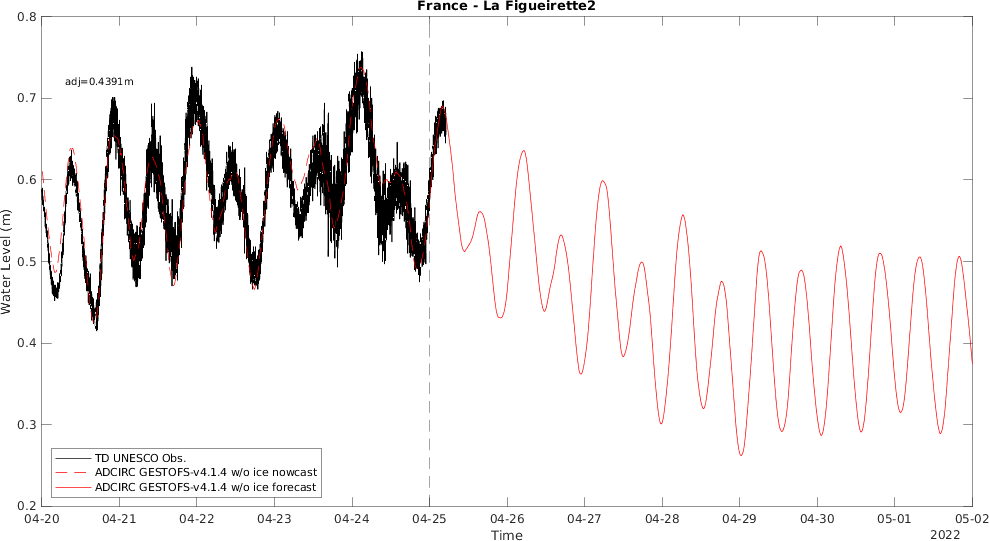 France - La Figueirette2
adj=0.4391m
Water Level (m)
0.8
0.7
0.6
0.5
0.4
0.3
0.2
TD UNESCO Obs.
ADCIRC GESTOFS-v4.1.4 w/o ice nowcast
ADCIRC GESTOFS-v4.1.4 w/o ice forecast
04-20 04-21 04-22 04-23 04-24 04-25 04-26 04-27 04-28 04-29 04-30 05-01 05-02
Time
2022